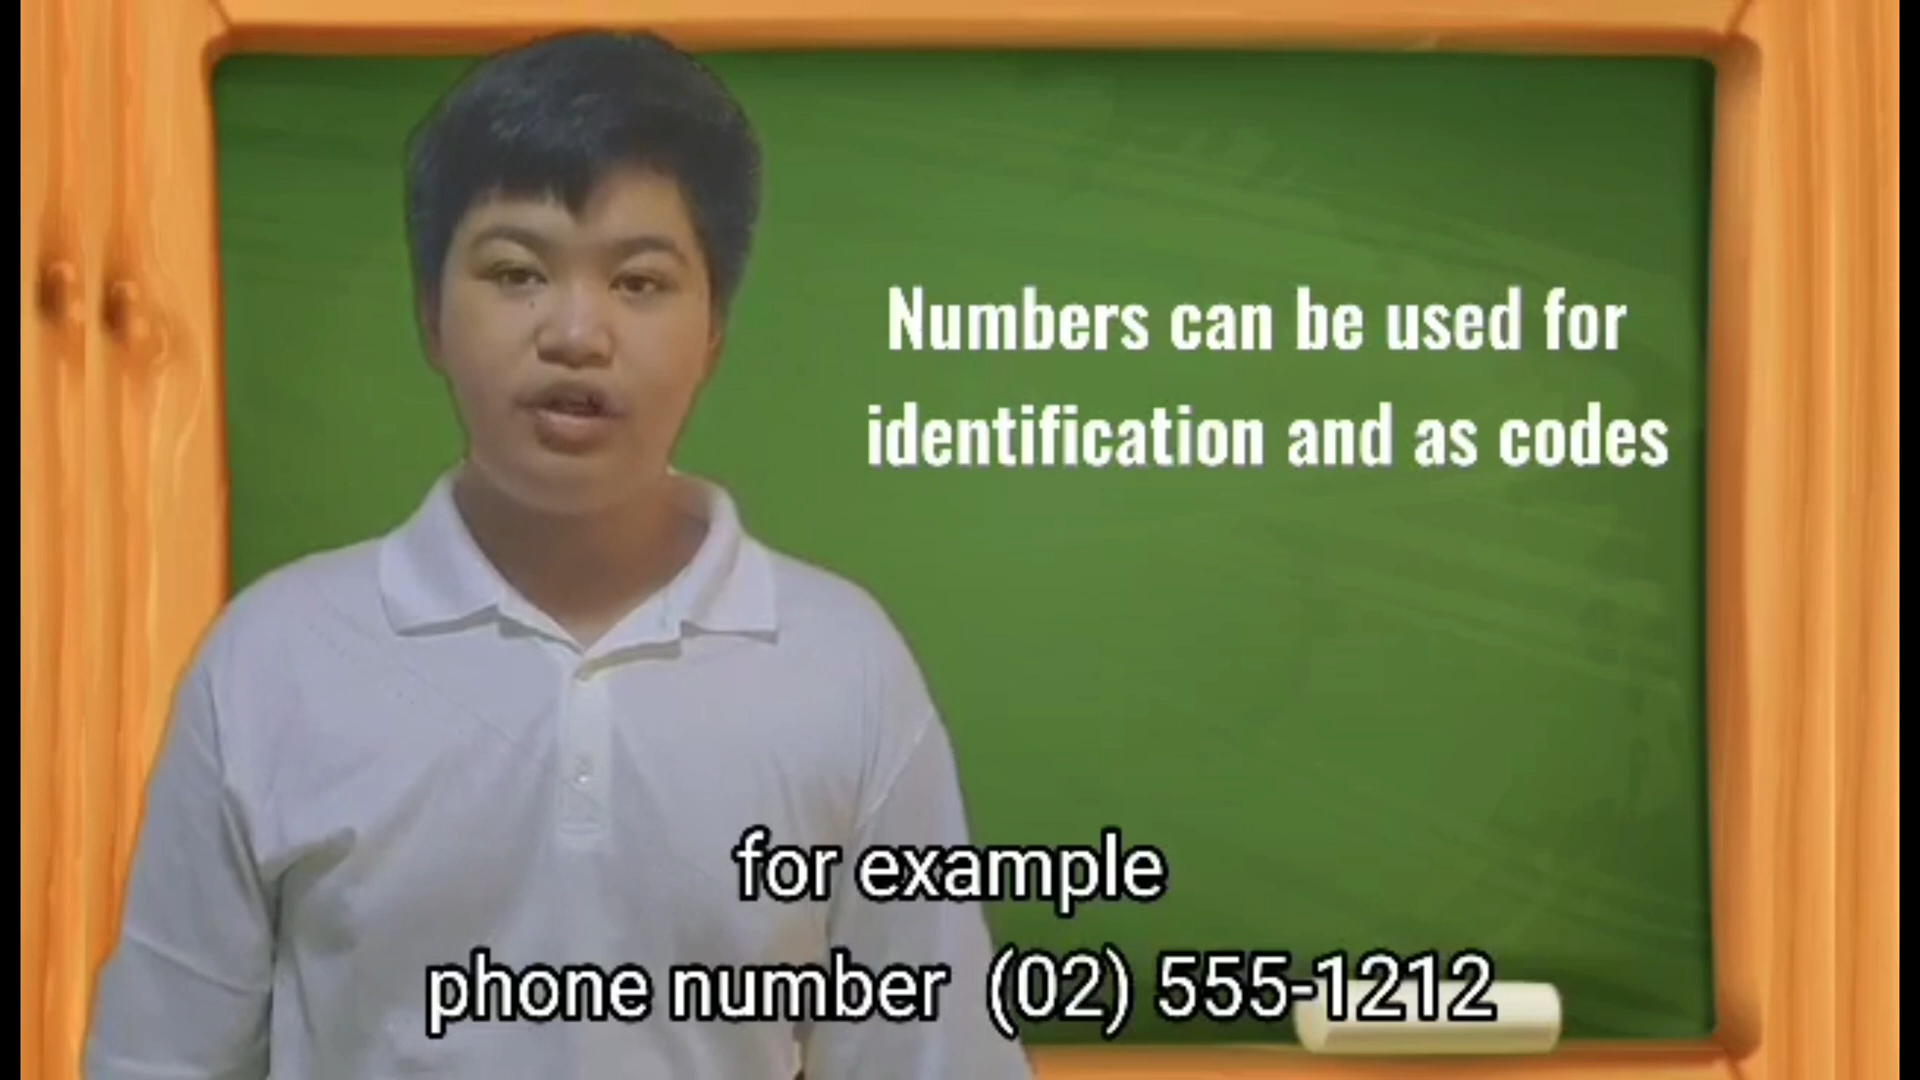 Numbers can be used for
identification and as codes
for example
phone number (02) 555-1212